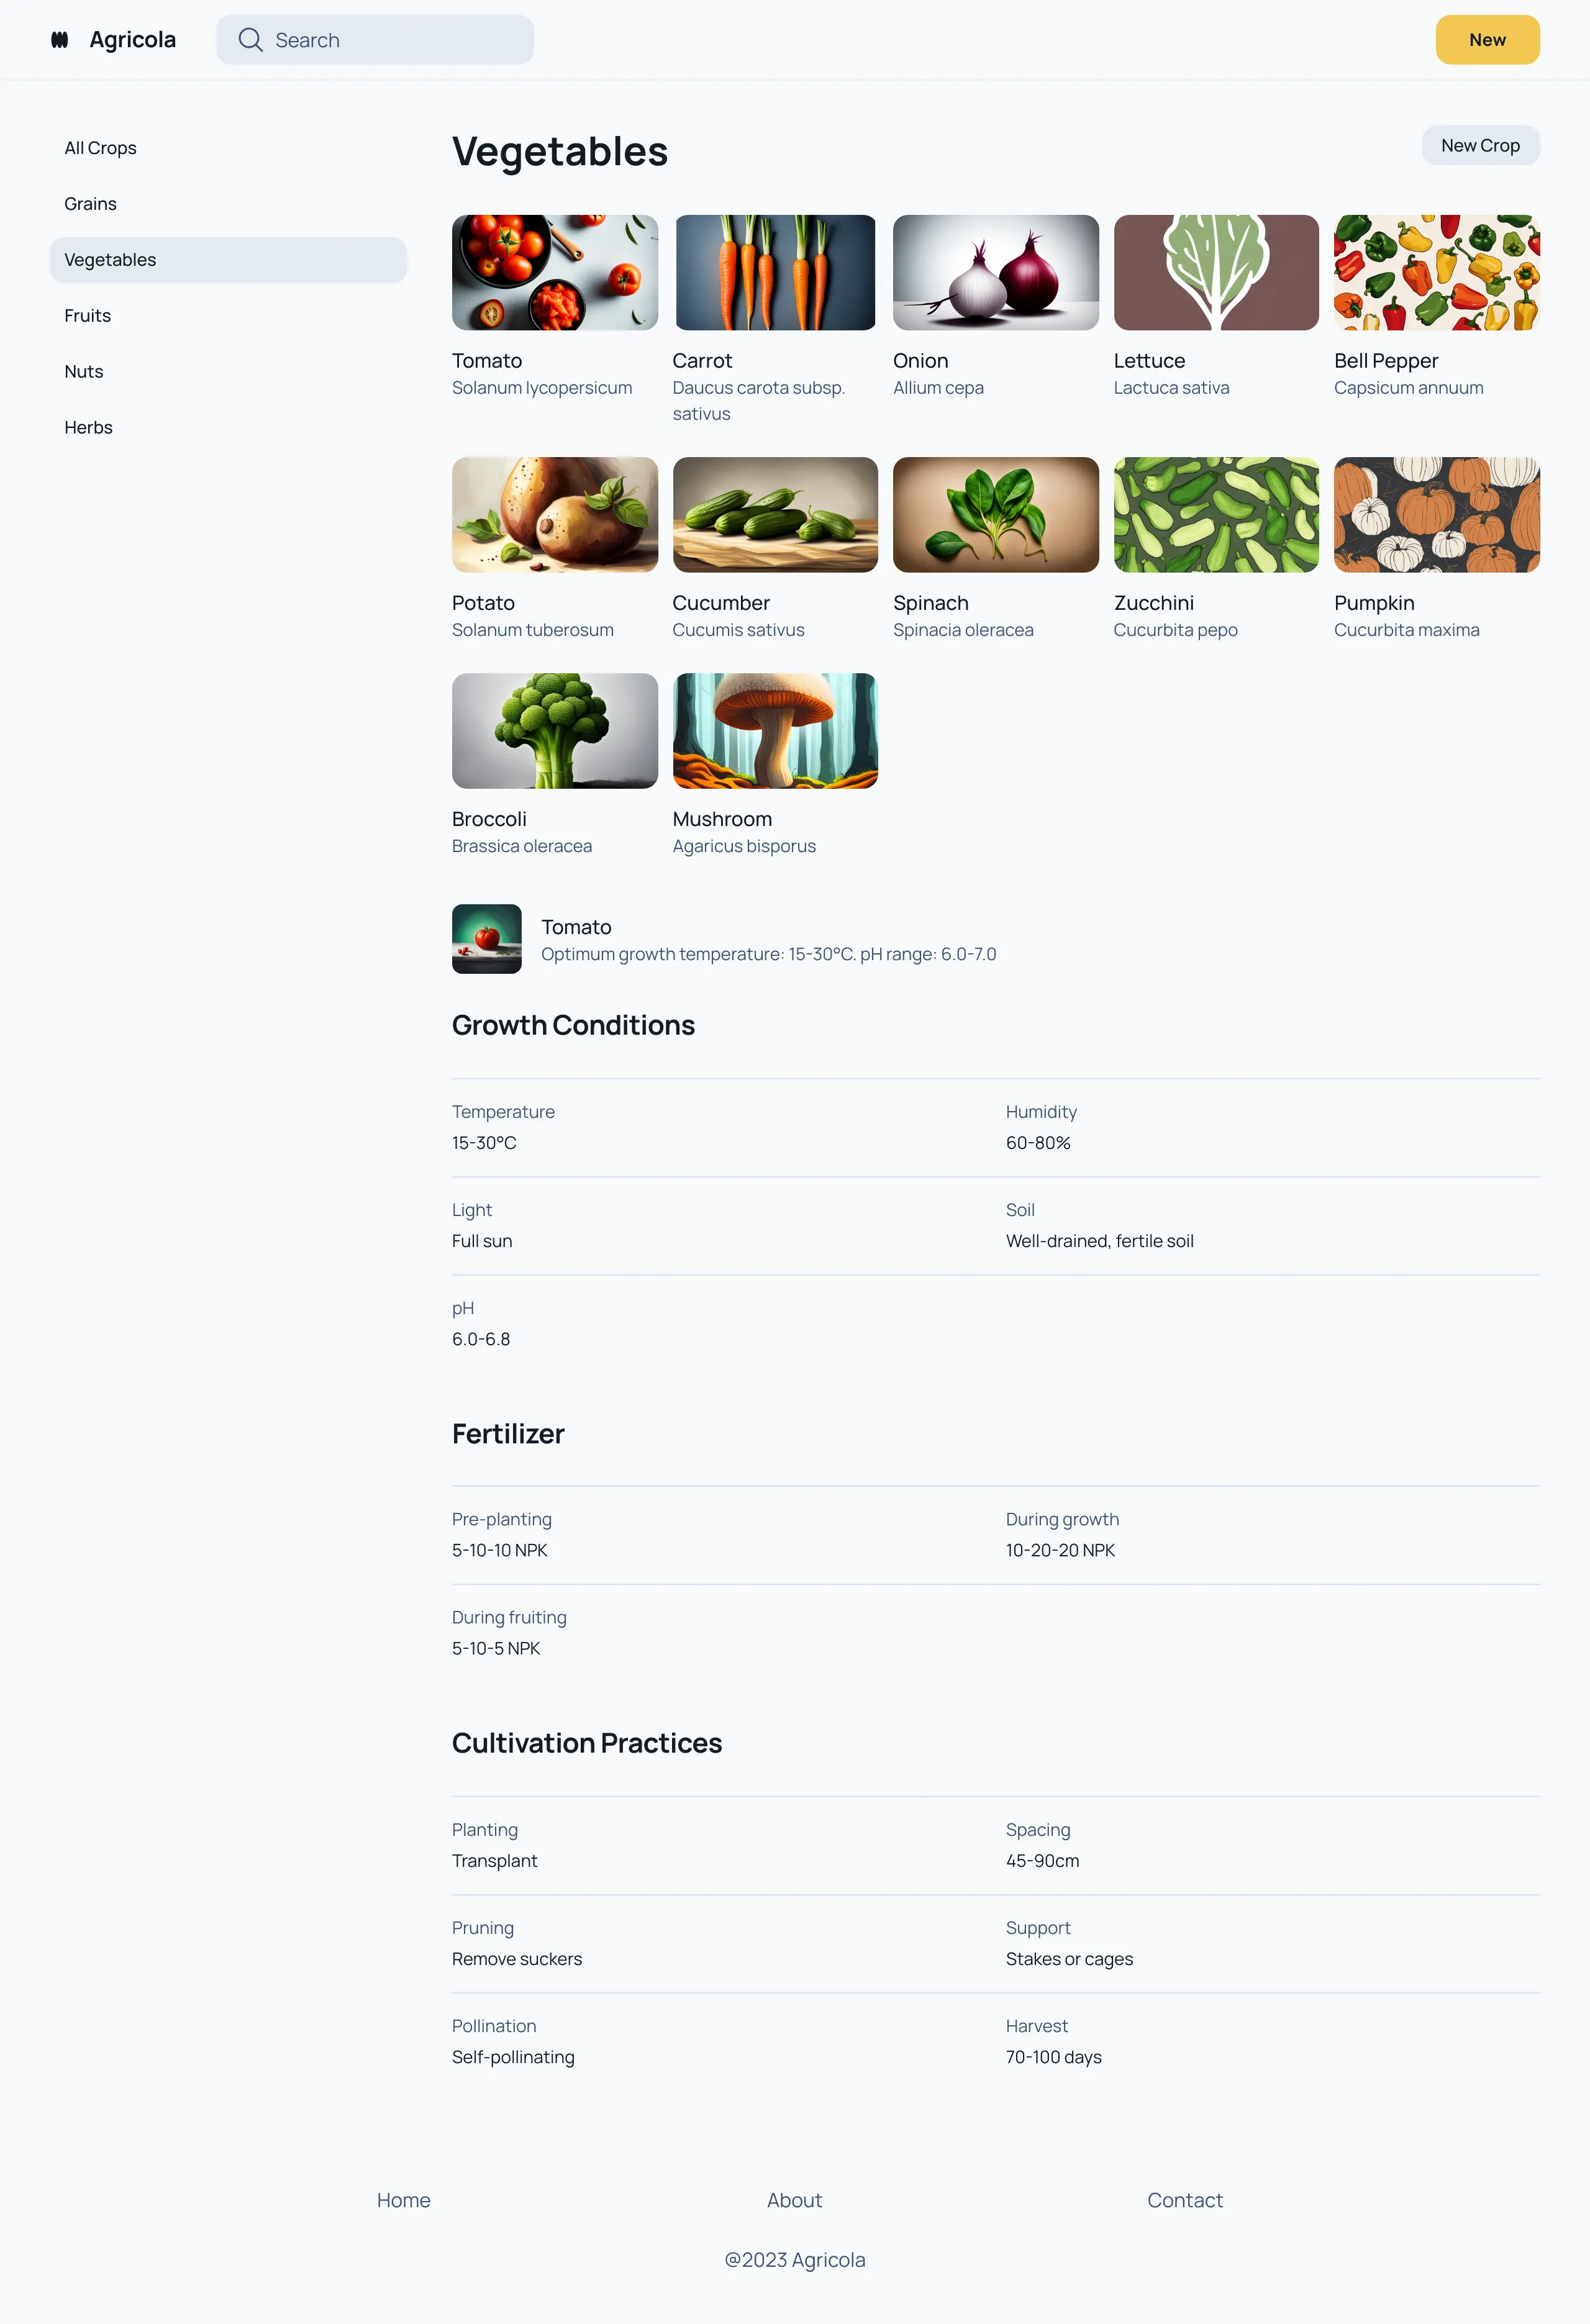 Agricola
Search
New
All Crops
Grains
Vegetables
Fruits
Nuts
Herbs
Vegetables
New Crop
Tomato
Solanum lycopersicum
Carrot
Daucus carota subsp.
sativus
Onion
Allium cepa
Lettuce
Lactuca sativa
Bell Pepper
Capsicum annuum
Potato
Solanum tuberosum
Cucumber
Cucumis sativus
Spinach
Spinacia oleracea
Zucchini
Cucurbita pepo
Pumpkin
Cucurbita maxima
Broccoli
Brassica oleracea
Mushroom
Agaricus bisporus
Tomato
Optimum growth temperature: 15-30°C. pH range: 6.0-7.0
Growth Conditions
Temperature
15-30°C
Humidity
60-80%
Light
Full sun
Soil
Well-drained, fertile soil
pH
6.0-6.8
Fertilizer
Pre-planting
5-10-10 NPK
During growth
10-20-20 NPK
During fruiting
5-10-5 NPK
Cultivation Practices
Planting
Transplant
Spacing
45-90cm
Pruning
Remove suckers
Support
Stakes or cages
Pollination
Self-pollinating
Harvest
70-100 days
Home
About
Contact
@2023 Agricola